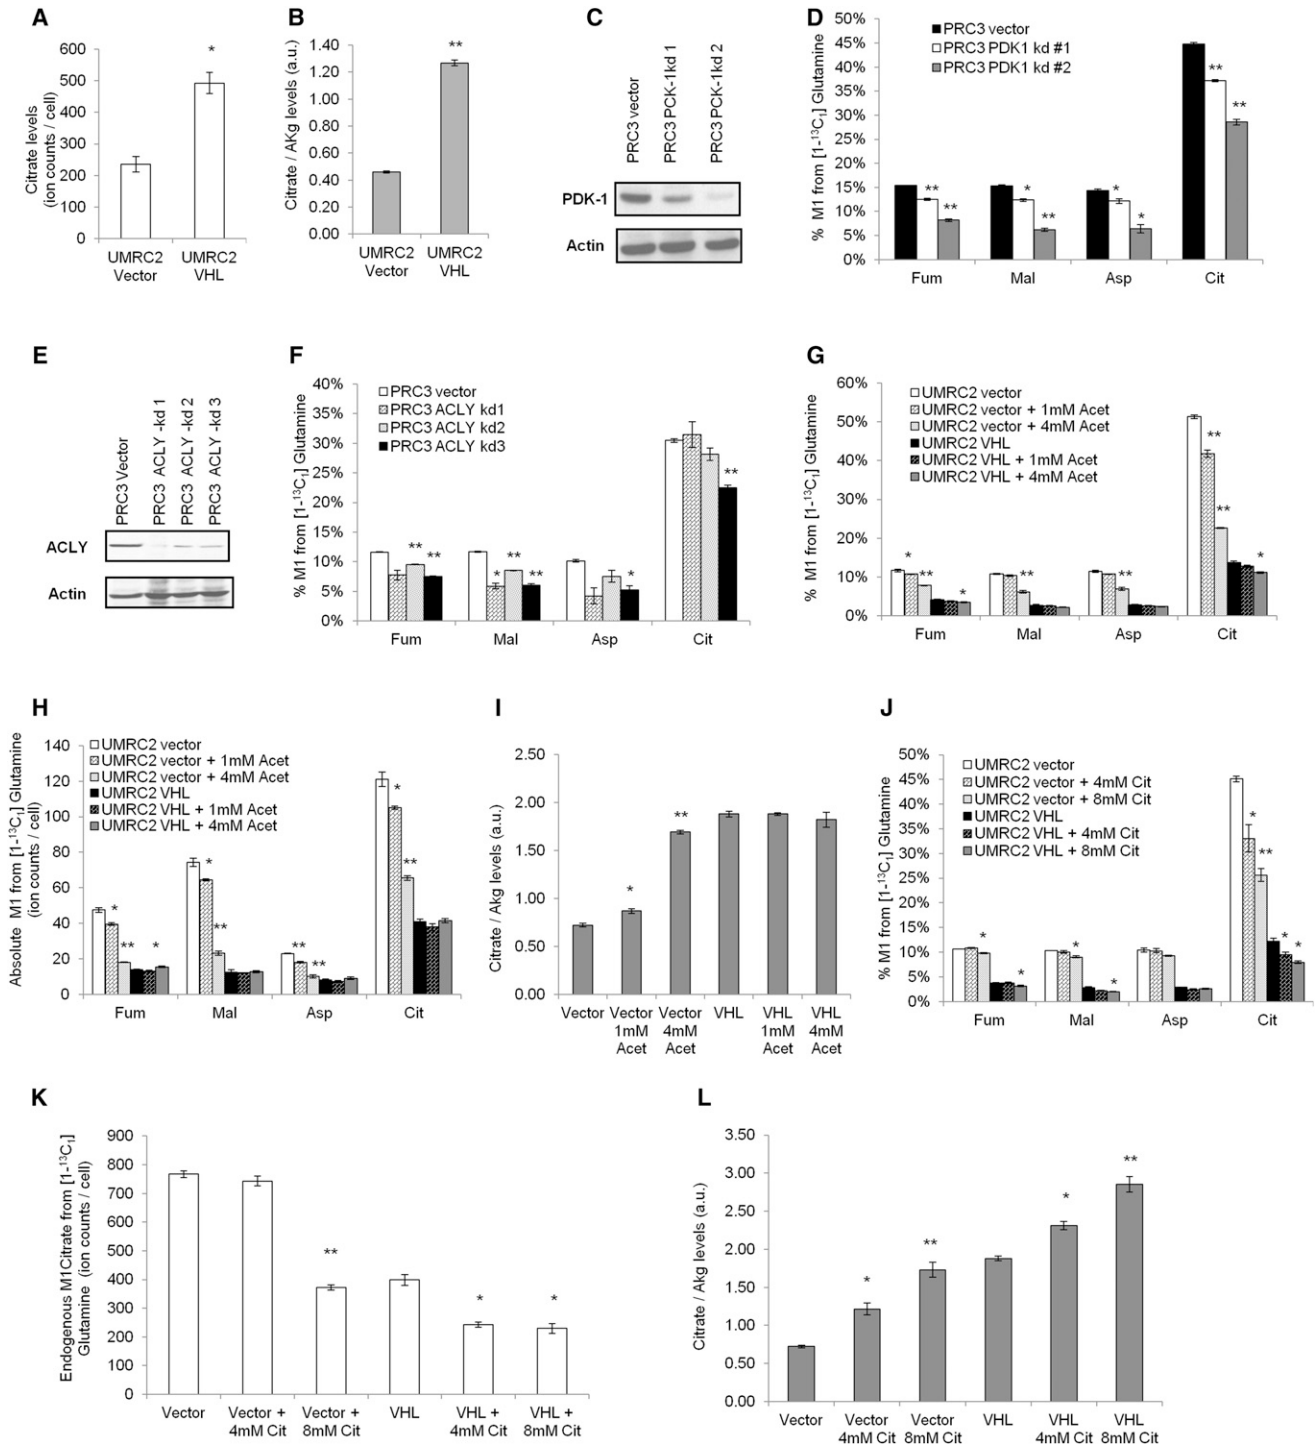 A
Citrate levels
(ion counts / cell)
600
500
400
300
200
100
0
*
UMRC2
Vector
UMRC2
VHL
B
Citrate / AKg levels (a.u.)
1.40
1.20
1.00
0.80
0.60
0.40
0.20
0.00
**
UMRC2
Vector
UMRC2
VHL
C
PRC3 vector
PRC3 PCK-1kd 1
PRC3 PCK-1kd 2
PDK-1
Actin
D
% M1 from [1-¹³C₁] Glutamine
50%
45%
40%
35%
30%
25%
20%
15%
10%
5%
0%
PRC3 vector
PRC3 PDK1 kd #1
PRC3 PDK1 kd #2
** ** * ** * * ** **
Fum Mal Asp Cit
E
PRC3 Vector
PRC3 ACLY -kd 1
PRC3 ACLY -kd 2
PRC3 ACLY -kd 3
ACLY
Actin
F
% M1 from [1-¹³C₁] Glutamine
40%
35%
30%
25%
20%
15%
10%
5%
0%
PRC3 vector
PRC3 ACLY kd1
PRC3 ACLY kd2
PRC3 ACLY kd3
** ** * ** ** * **
Fum Mal Asp Cit
G
% M1 from [1-¹³C₁] Glutamine
60%
50%
40%
30%
20%
10%
0%
UMRC2 vector
UMRC2 vector + 1mM Acet
UMRC2 vector + 4mM Acet
UMRC2 VHL
UMRC2 VHL + 1mM Acet
UMRC2 VHL + 4mM Acet
* ** * ** ** ** ** *
Fum Mal Asp Cit
H
Absolute M1 from [1-¹³C₁] Glutamine
(ion counts / cell)
140
120
100
80
60
40
20
0
UMRC2 vector
UMRC2 vector + 1mM Acet
UMRC2 vector + 4mM Acet
UMRC2 VHL
UMRC2 VHL + 1mM Acet
UMRC2 VHL + 4mM Acet
* ** * * ** ** ** * **
Fum Mal Asp Cit
I
Citrate / Akg levels (a.u.)
2.50
2.00
1.50
1.00
0.50
0.00
* **
Vector Vector Vector VHL VHL VHL
1mM 4mM 1mM 4mM
Acet Acet Acet Acet
J
% M1 from [1-¹³C₁] Glutamine
50%
45%
40%
35%
30%
25%
20%
15%
10%
5%
0%
UMRC2 vector
UMRC2 vector + 4mM Cit
UMRC2 vector + 8mM Cit
UMRC2 VHL
UMRC2 VHL + 4mM Cit
UMRC2 VHL + 8mM Cit
* * * * * ** * *
Fum Mal Asp Cit
K
Endogenous M1Citrate from [1-¹³C₁]
Glutamine (ion counts / cell)
900
800
700
600
500
400
300
200
100
0
** * *
Vector Vector + Vector + VHL VHL + VHL +
4mM Cit 8mM Cit 4mM Cit 8mM Cit
L
Citrate / Akg levels (a.u.)
3.50
3.00
2.50
2.00
1.50
1.00
0.50
0.00
* ** * **
Vector Vector Vector VHL VHL VHL
4mM Cit 8mM Cit 4mM Cit 8mM Cit